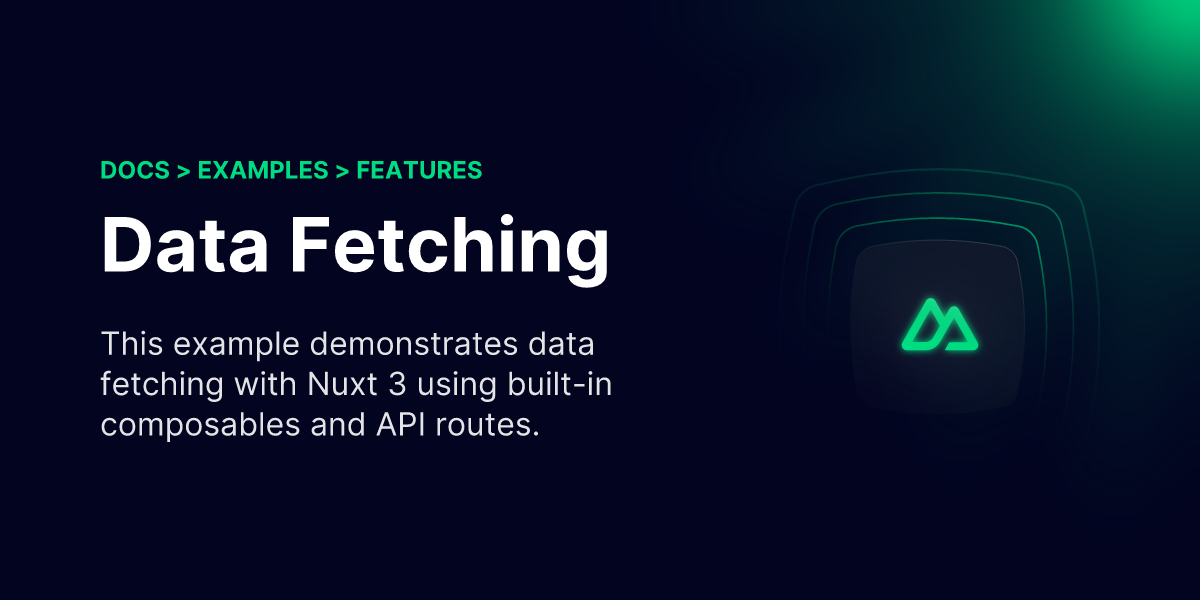 DOCS > EXAMPLES > FEATURES
Data Fetching
This example demonstrates data
fetching with Nuxt 3 using built-in
composables and API routes.